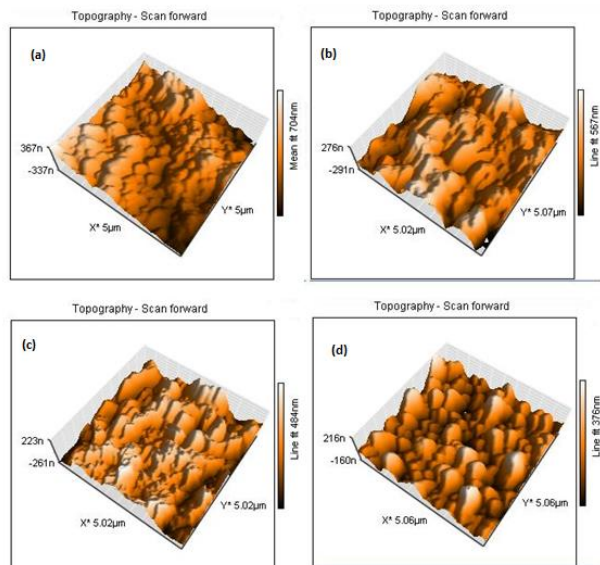 Topography - Scan forward
(a)
Mean fit 704nm
367n
-337n
X* 5µm
Y* 5µm
Topography - Scan forward
(b)
Line fit 567nm
276n
-291n
X* 5.02µm
Y* 5.07µm
Topography - Scan forward
(c)
Line fit 484nm
223n
-261n
X* 5.02µm
Y* 5.02µm
Topography - Scan forward
(d)
Line fit 376nm
216n
-160n
X* 5.06µm
Y* 5.06µm